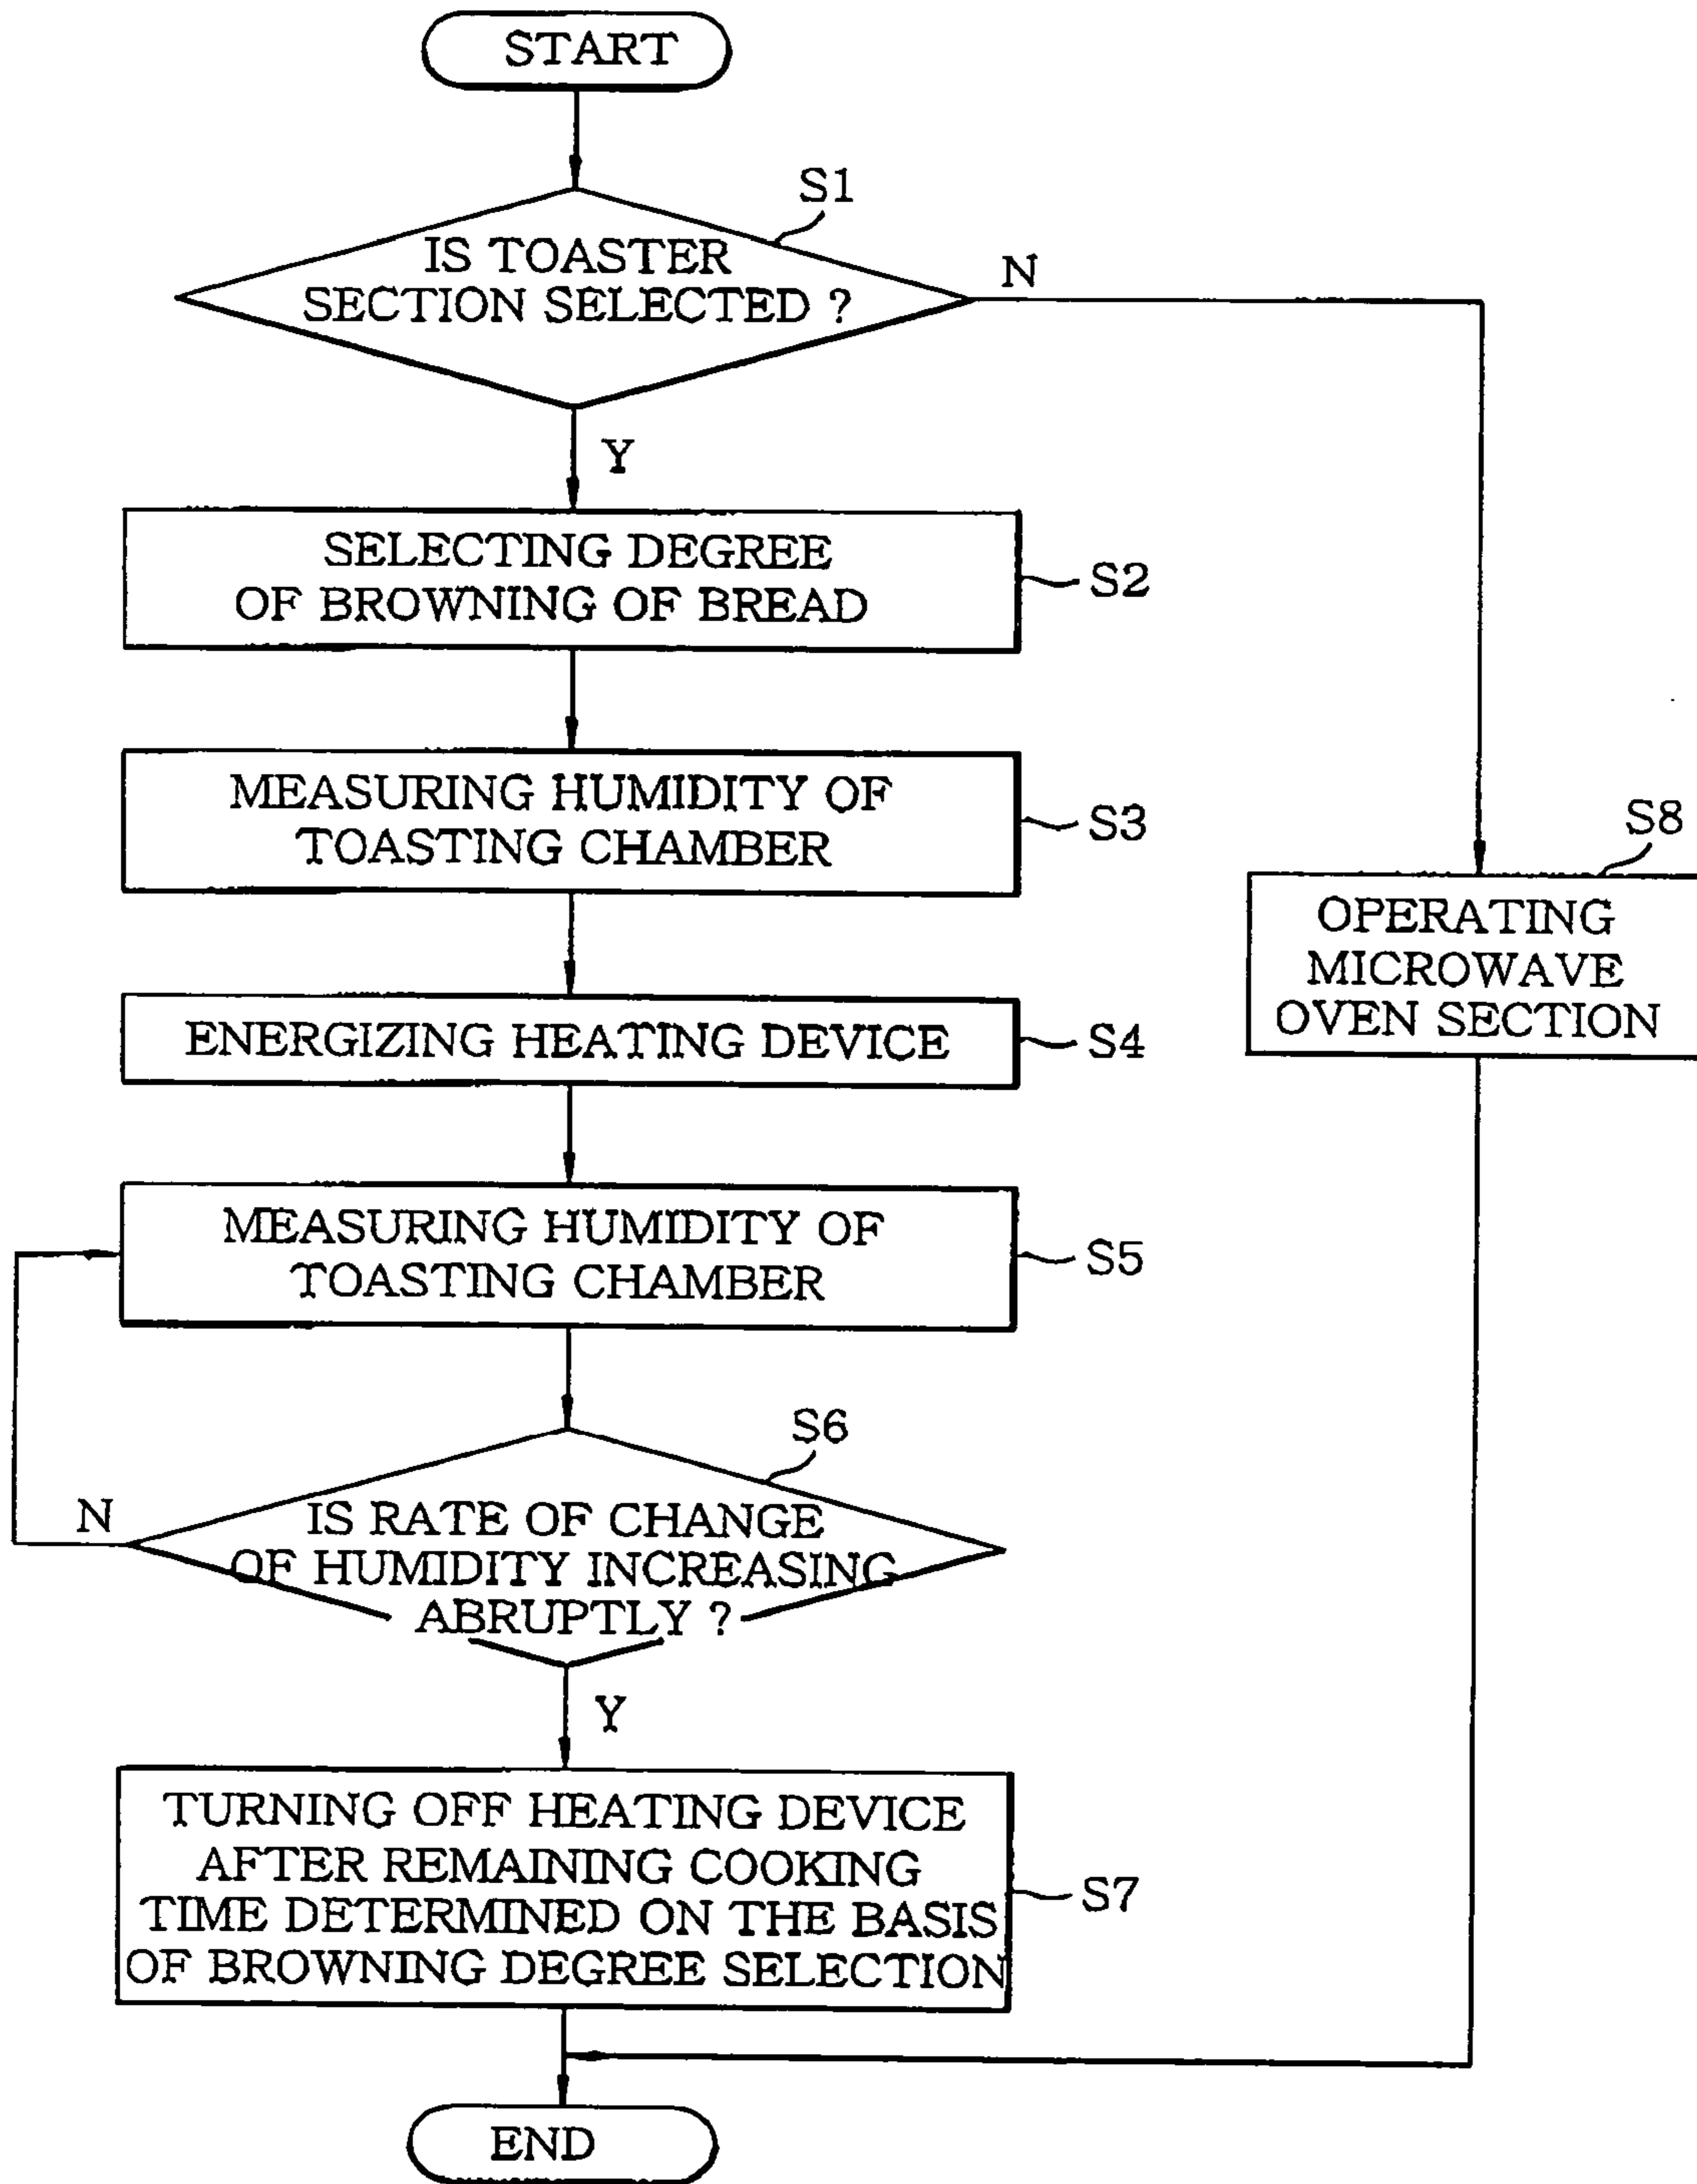 START
S1
IS TOASTER
SECTION SELECTED ?
N
Y
SELECTING DEGREE
OF BROWNING OF BREAD
S2
MEASURING HUMIDITY OF
TOASTING CHAMBER
S3
S8
OPERATING
MICROWAVE
OVEN SECTION
ENERGIZING HEATING DEVICE
S4
MEASURING HUMIDITY OF
TOASTING CHAMBER
S5
S6
N
IS RATE OF CHANGE
OF HUMIDITY INCREASING
ABRUPTLY ?
Y
TURNING OFF HEATING DEVICE
AFTER REMAINING COOKING
TIME DETERMINED ON THE BASIS
OF BROWNING DEGREE SELECTION
S7
END